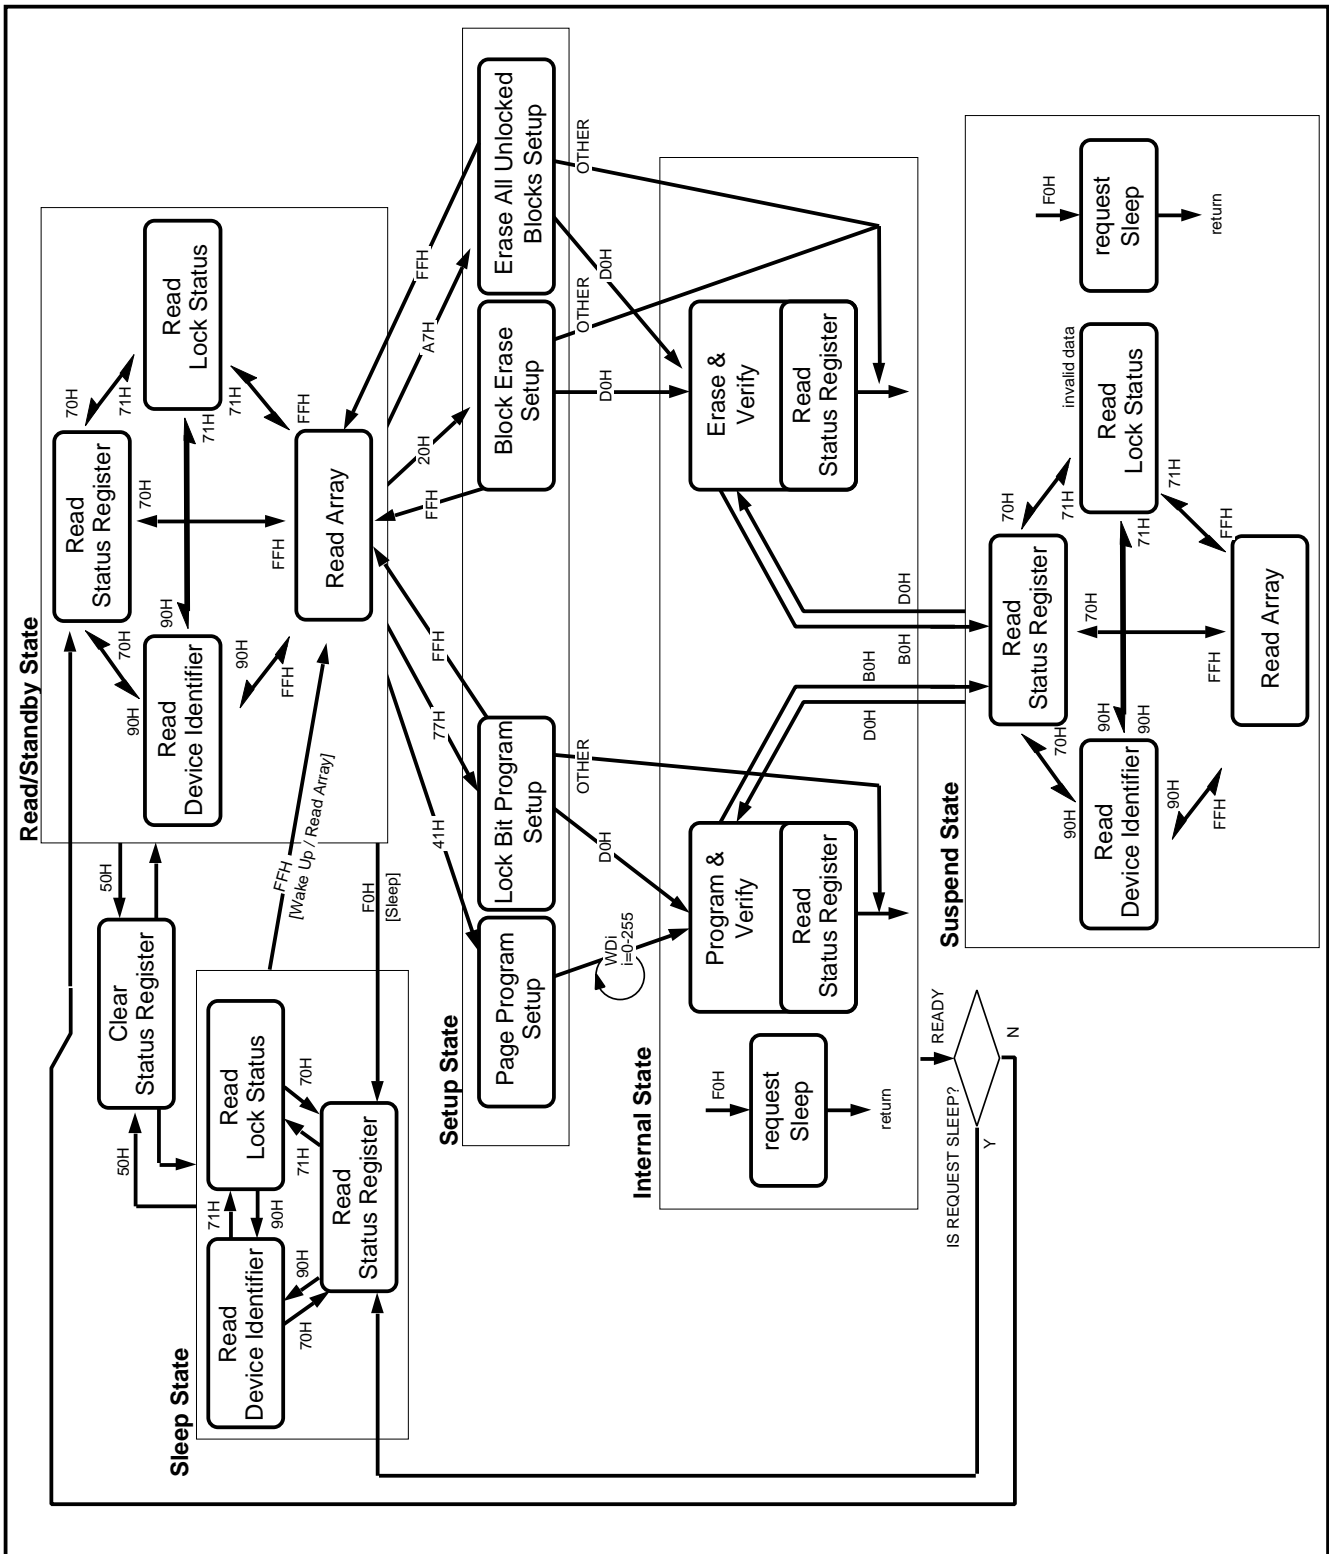 Sleep State
Read
Device Identifier
71H
90H
Read
Lock Status
70H
90H
71H
70H
Read
Status Register
50H
Clear
Status Register
50H
FFH
[Wake Up / Read Array]
F0H
[Sleep]
Read/Standby State
Read
Status Register
70H
90H
70H
71H
Read
Device Identifier
90H
71H
Read
Lock Status
70H
90H
FFH
FFH
71H
FFH
Read Array
41H
77H
FFH
FFH
20H
A7H
FFH
Setup State
Page Program
Setup
Lock Bit Program
Setup
Block Erase
Setup
Erase All Unlocked
Blocks Setup
WDi
i=0-255
D0H
OTHER
D0H
OTHER
D0H
OTHER
Internal State
F0H
request
Sleep
return
Program &
Verify
Read
Status Register
Erase &
Verify
Read
Status Register
READY
IS REQUEST SLEEP?
Y
N
D0H
B0H
B0H
D0H
Suspend State
Read
Status Register
70H
90H
70H
71H
Read
Device Identifier
90H
90H
71H
invalid data
Read
Lock Status
70H
90H
FFH
FFH
71H
FFH
Read Array
F0H
request
Sleep
return